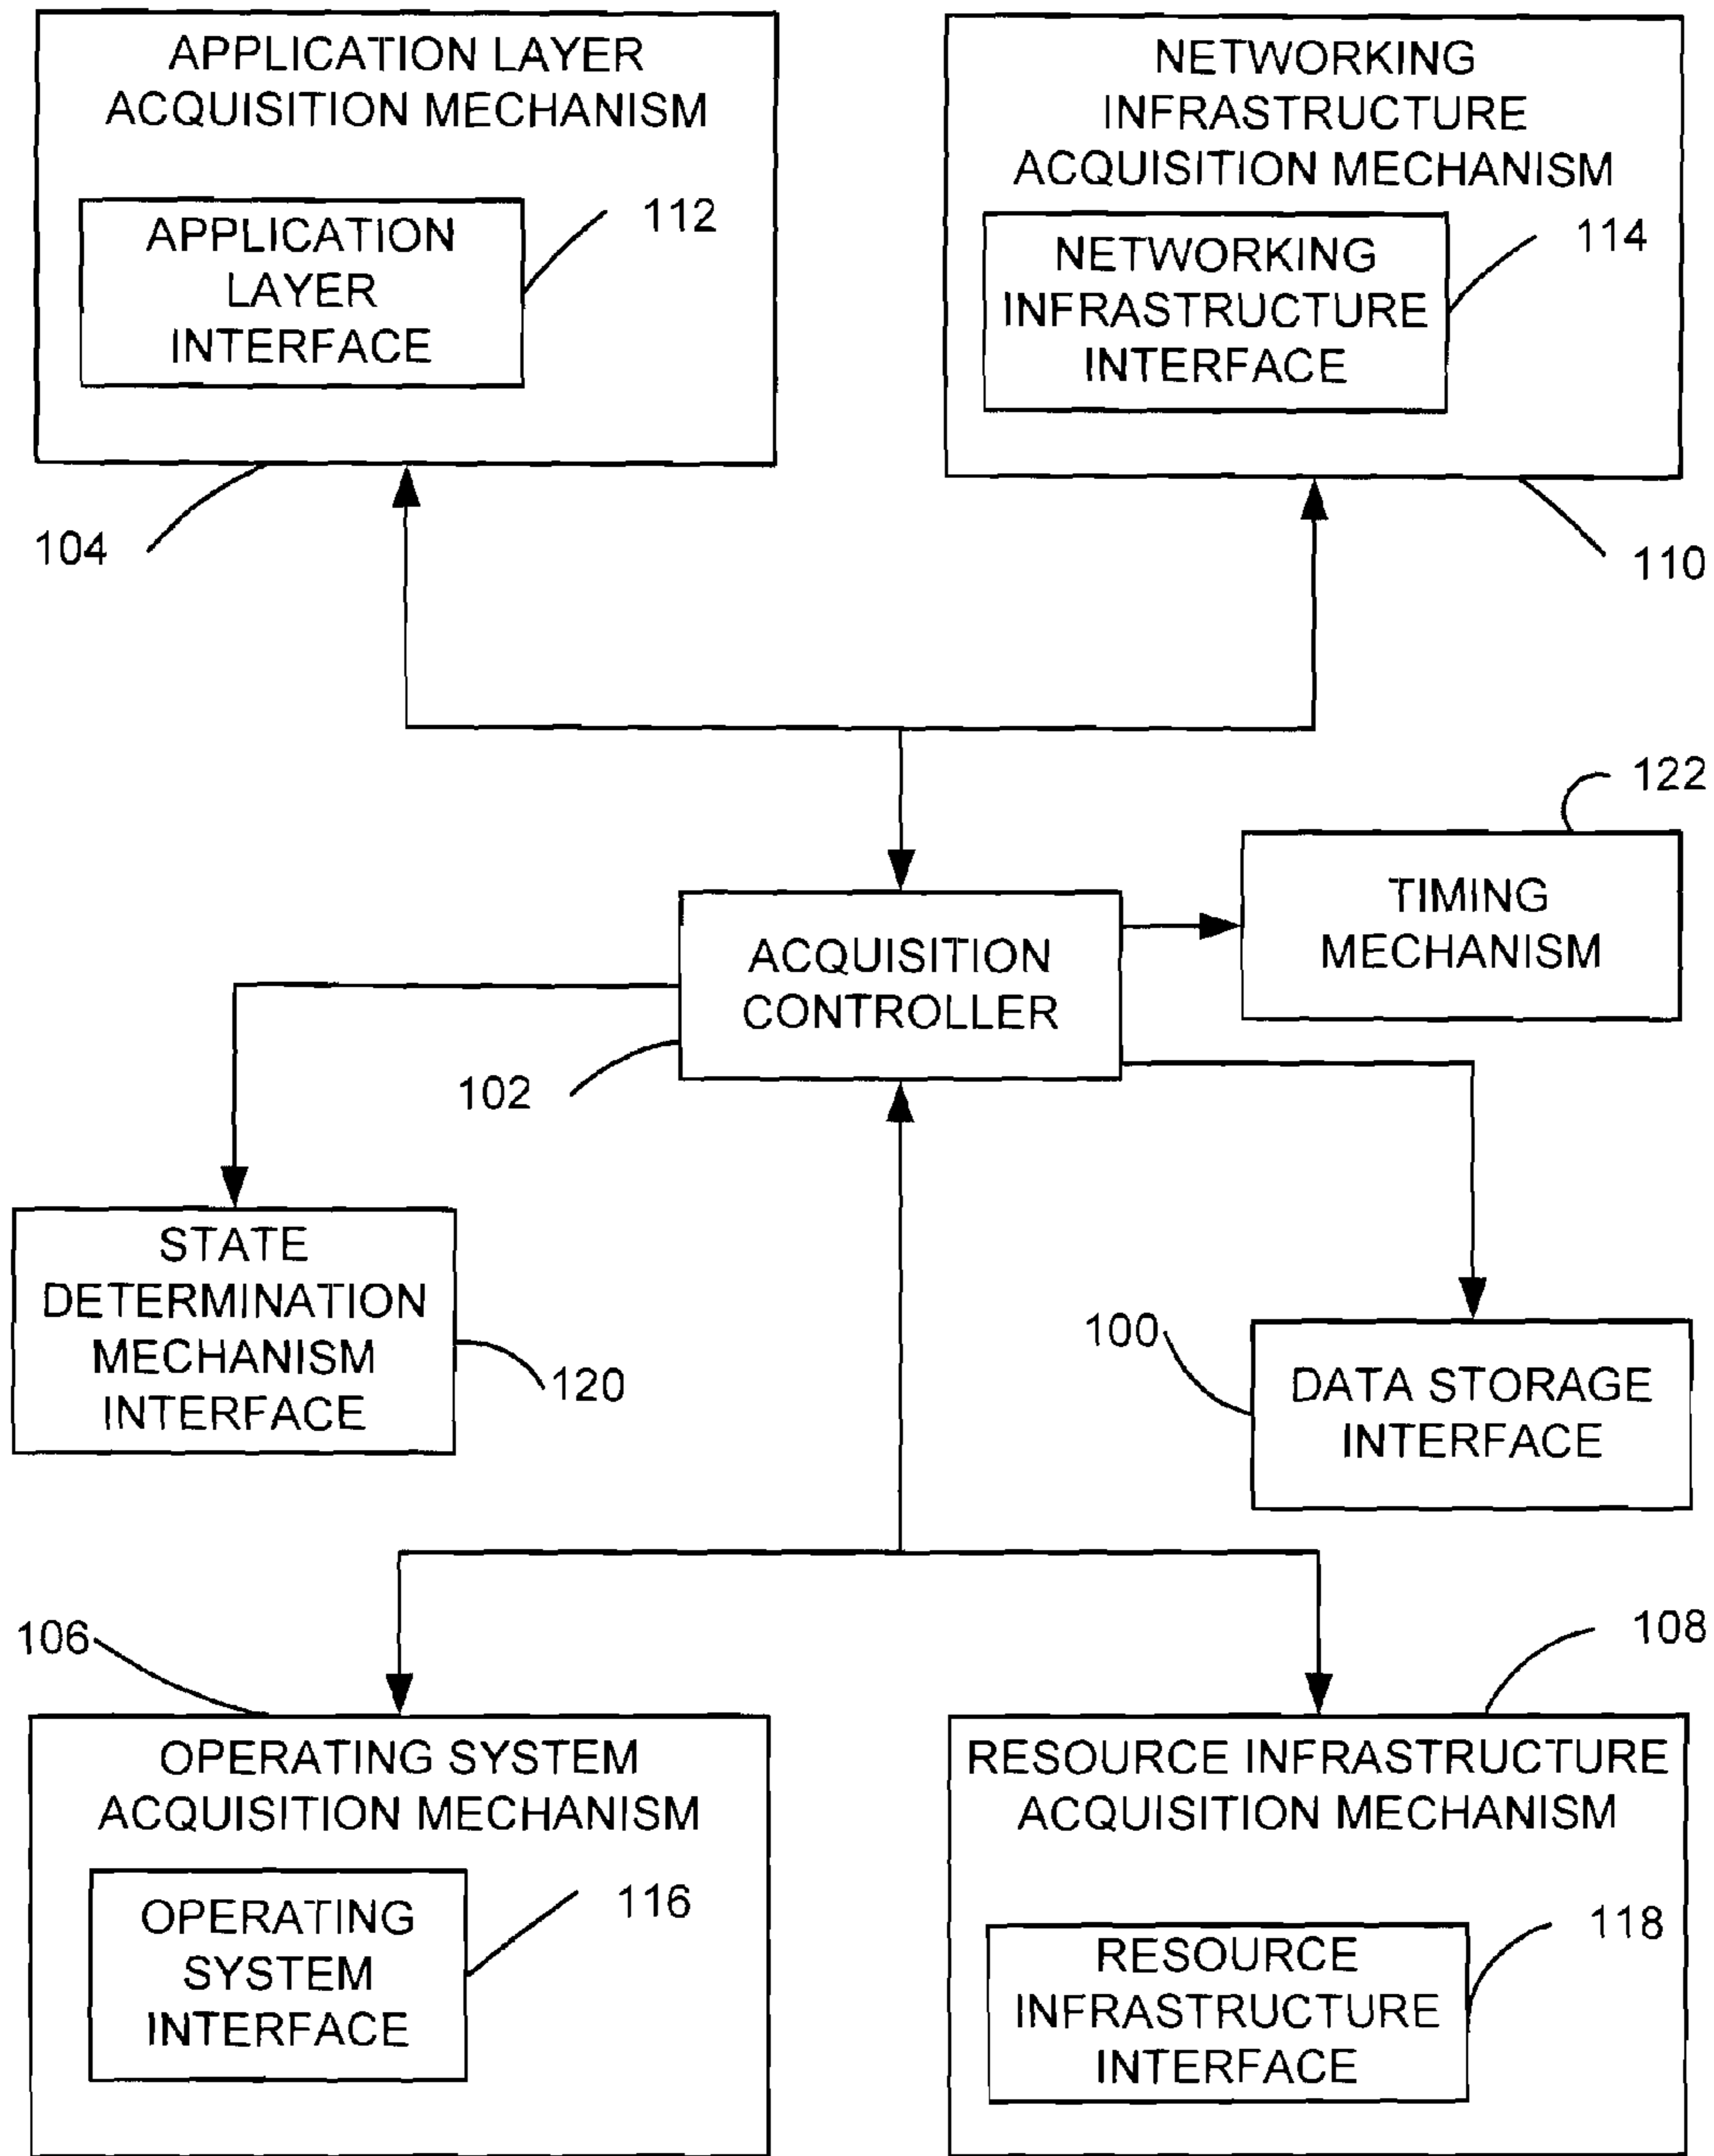 APPLICATION LAYER
ACQUISITION MECHANISM
APPLICATION
LAYER
INTERFACE
112
104
NETWORKING
INFRASTRUCTURE
ACQUISITION MECHANISM
NETWORKING
INFRASTRUCTURE
INTERFACE
114
110
122
TIMING
MECHANISM
ACQUISITION
CONTROLLER
102
STATE
DETERMINATION
MECHANISM
INTERFACE
120
100
DATA STORAGE
INTERFACE
106
OPERATING SYSTEM
ACQUISITION MECHANISM
OPERATING
SYSTEM
INTERFACE
116
108
RESOURCE INFRASTRUCTURE
ACQUISITION MECHANISM
RESOURCE
INFRASTRUCTURE
INTERFACE
118